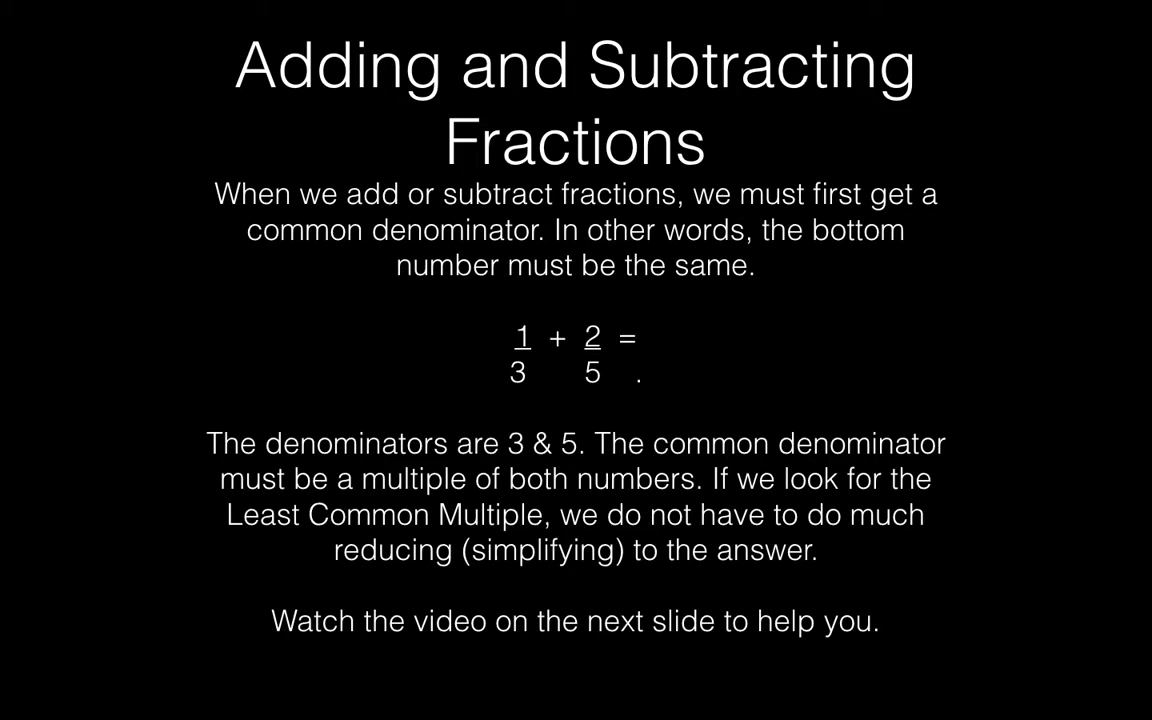 Adding and Subtracting
Fractions
When we add or subtract fractions, we must first get a
common denominator. In other words, the bottom
number must be the same.
1 + 2 =
3 5 .
The denominators are 3 & 5. The common denominator
must be a multiple of both numbers. If we look for the
Least Common Multiple, we do not have to do much
reducing (simplifying) to the answer.
Watch the video on the next slide to help you.